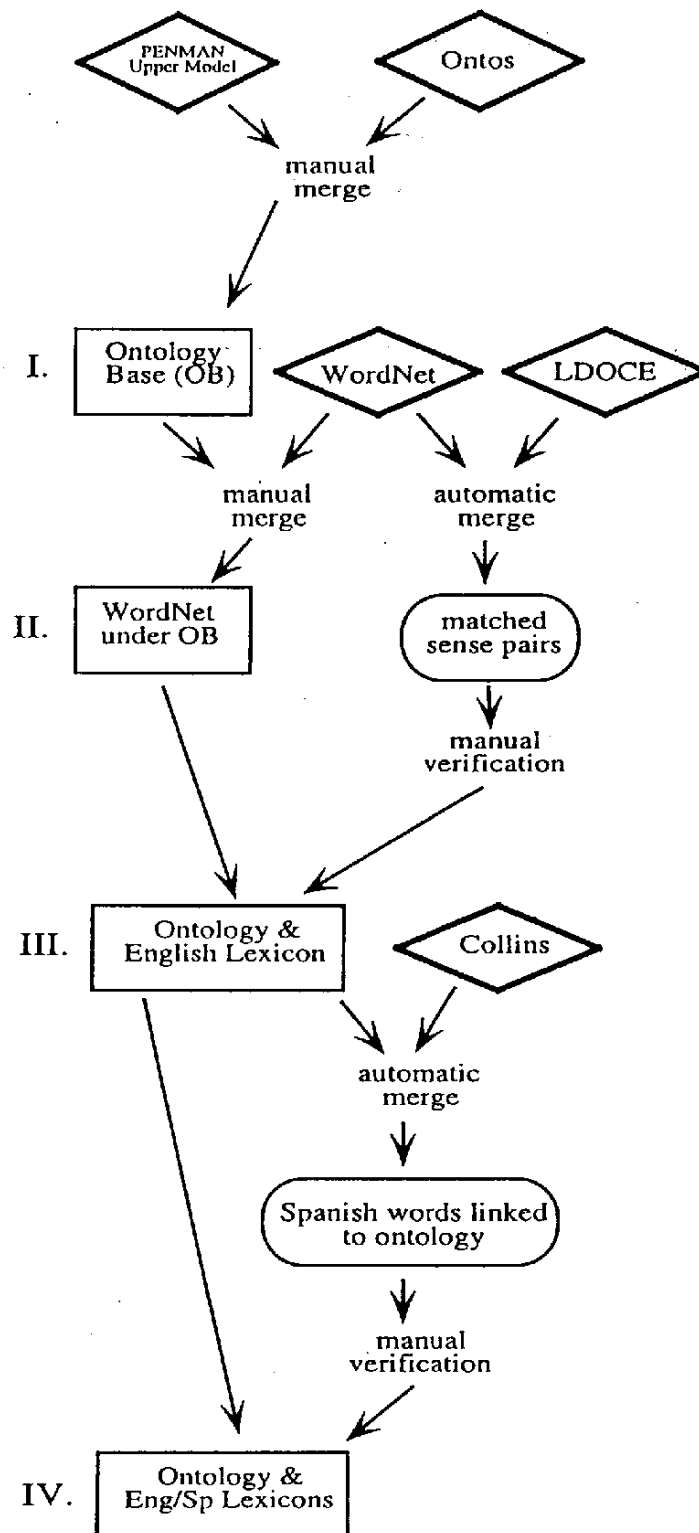 PENMAN
Upper Model
Ontos
manual
merge
I.
Ontology
Base (OB)
WordNet
LDOCE
manual
merge
automatic
merge
II.
WordNet
under OB
matched
sense pairs
manual
verification
III.
Ontology &
English Lexicon
Collins
automatic
merge
Spanish words linked
to ontology
manual
verification
IV.
Ontology &
Eng/Sp Lexicons